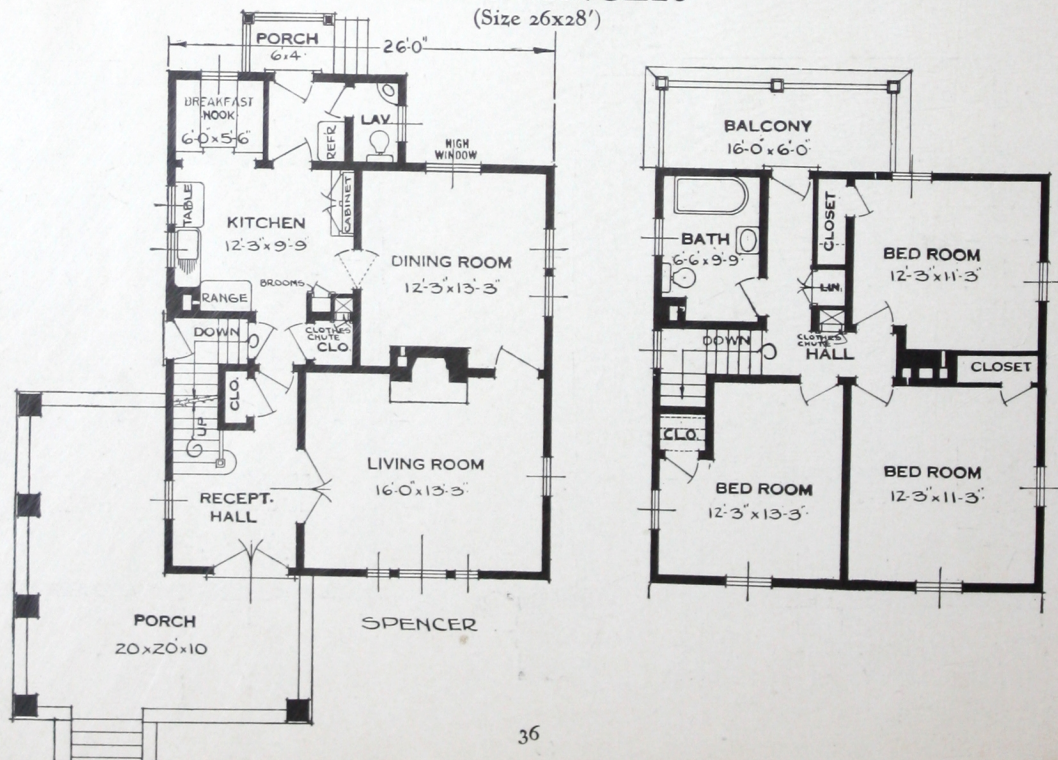 (Size 26x28')
PORCH
6x4'
26'-0"
BREAKFAST
NOOK
6'-0"x5'-6"
REFR
LAV.
HIGH
WINDOW
TABLE
KITCHEN
12'-3"x9'-9"
CABINET
DINING ROOM
12'-3"x13'-3"
BROOMS
RANGE
DOWN
CLOTHES
CHUTE
CLO.
CLO.
UP
LIVING ROOM
16'-0"x13'-3"
RECEPT.
HALL
PORCH
20'x20'x10
SPENCER
BALCONY
16'-0"x6'-0"
BATH
6'-6"x9'-9"
CLOSET
BED ROOM
12'-3"x11'-3"
LIN.
DOWN
CLOTHES
CHUTE
HALL
CLOSET
CLO.
BED ROOM
12'-3"x13'-3"
BED ROOM
12'-3"x11'-3"
36